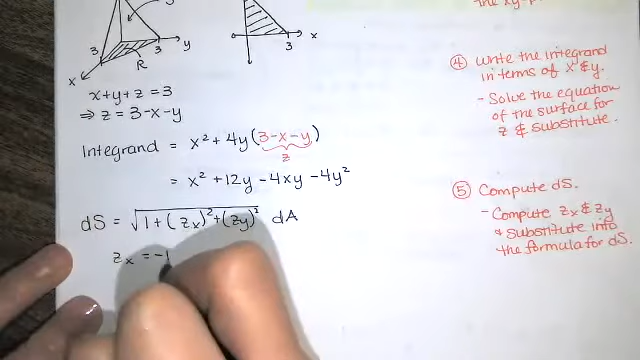 3
3
y
x
R
3
x
x+y+z=3
⇒ z = 3-x-y
Integrand = x² + 4y(3-x-y)
z
= x² + 12y - 4xy - 4y²
dS = √(1+(zx)²+(zy)²) dA
zx = -1
the xy-p
④ Write the integrand
in terms of x & y.
- Solve the equation
of the surface for
z & substitute.
⑤ Compute dS.
- Compute zx & zy
& substitute into
the formula for dS.